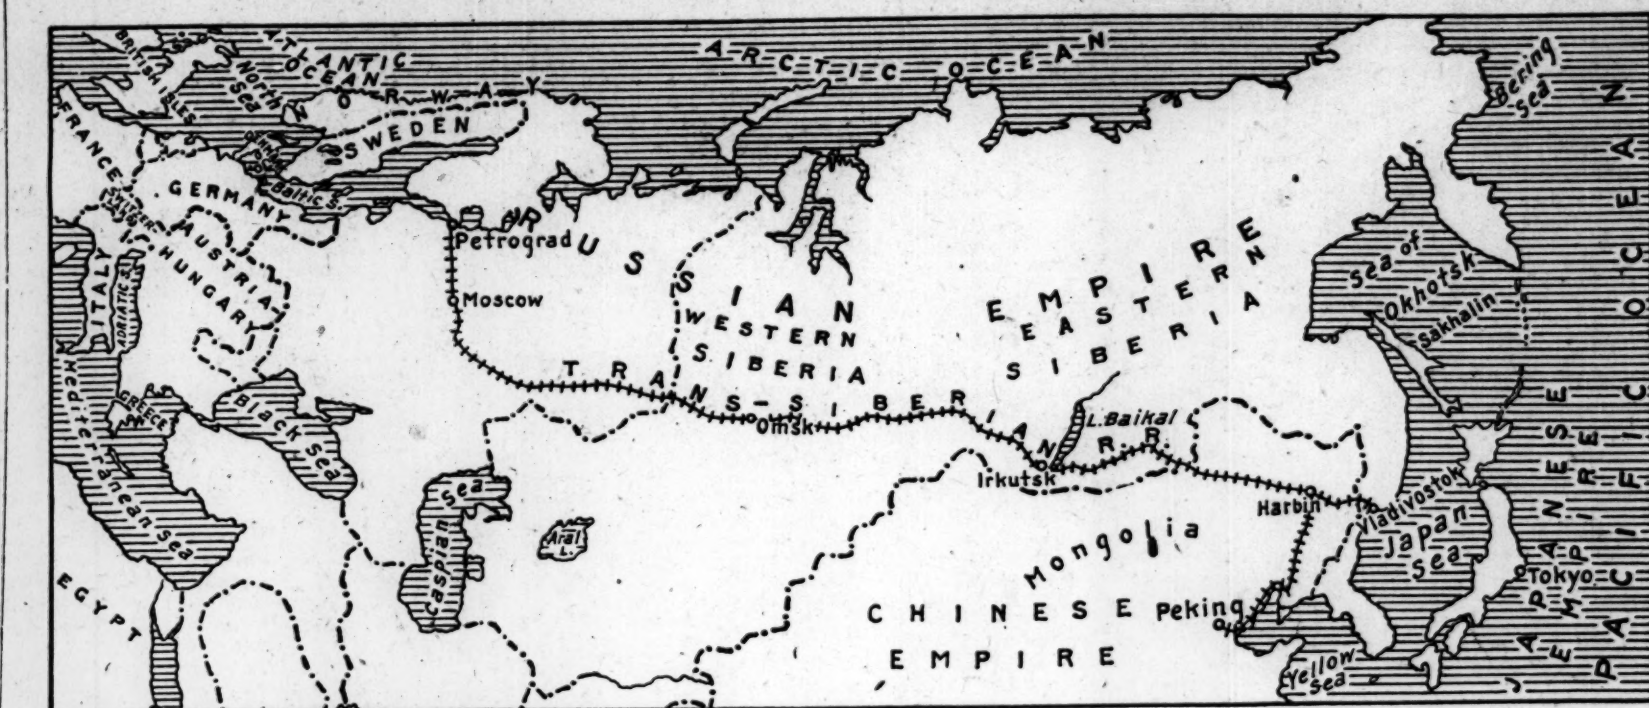 ATLANTIC
OCEAN
ARCTIC OCEAN
Bering
Sea
BRITISH ISLES
North
Sea
NORWAY
SWEDEN
FRANCE
GERMANY
Baltic S.
AUSTRIA
HUNGARY
ITALY
ADRIATIC S.
Petrograd
Moscow
RUSSIAN EMPIRE
WESTERN
SIBERIA
EASTERN
SIBERIA
Sea of
Okhotsk
Sakhalin
TRANS-SIBERIAN R.R.
Omsk
L. Baikal
Irkutsk
Harbin
Vladivostok
Japan
Sea
Tokyo
JAPANESE
EMPIRE
PACIFIC OCEAN
Mediterranean Sea
GREECE
Black Sea
Caspian Sea
Aral
L.
Mongolia
CHINESE
EMPIRE
Peking
Yellow
Sea
EGYPT